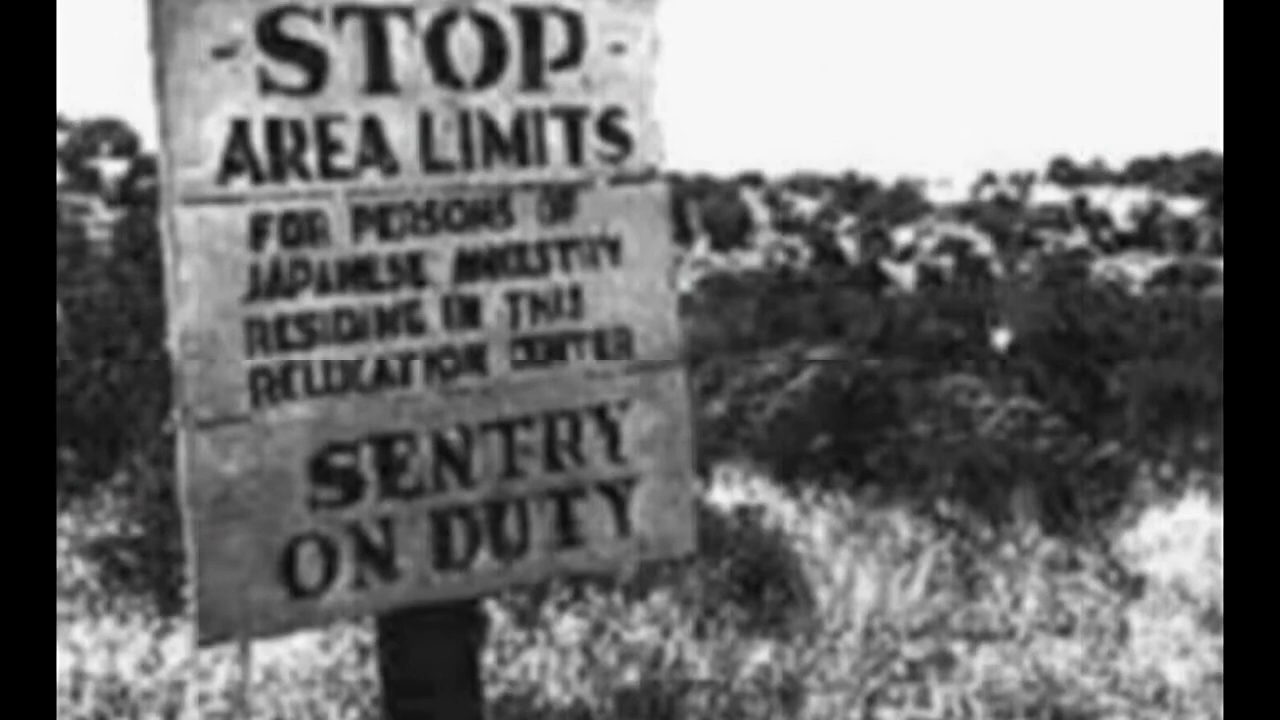 -STOP-
AREA LIMITS
FOR PERSONS OF
JAPANESE ANCESTRY
RESIDING IN THIS
RELOCATION CENTER
SENTRY
ON DUTY